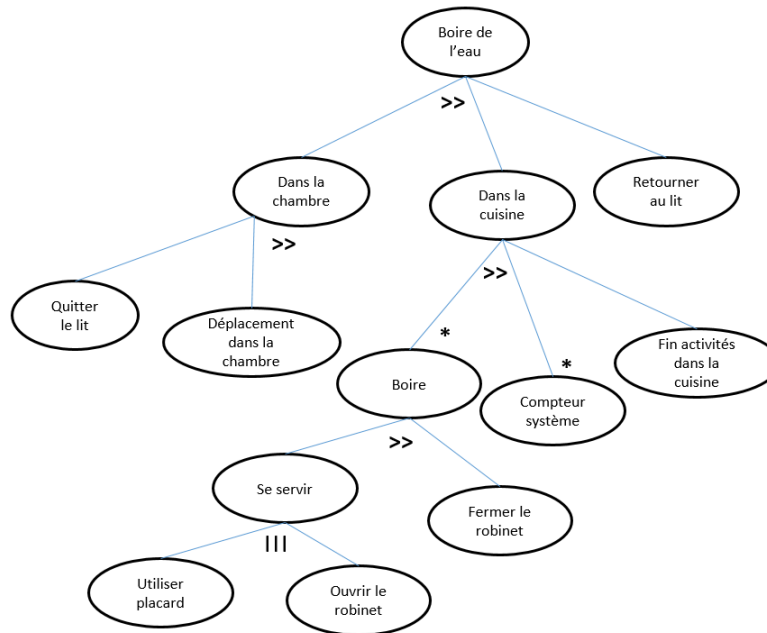 Boire de
l’eau
>>
Dans la
chambre
Dans la
cuisine
Retourner
au lit
>>
>>
Quitter
le lit
Déplacement
dans la
chambre
*
Boire
*
Compteur
système
Fin activités
dans la
cuisine
>>
Se servir
Fermer le
robinet
|||
Utiliser
placard
Ouvrir le
robinet